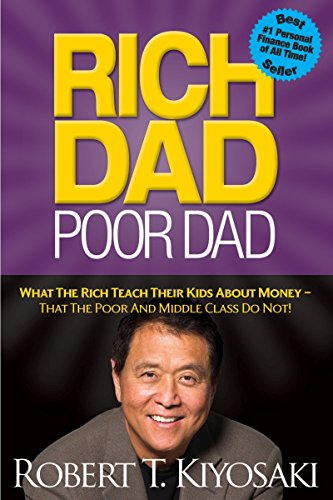 Best
#1 Personal
Finance Book
of All Time!
Seller
RICH
DAD
POOR DAD
WHAT THE RICH TEACH THEIR KIDS ABOUT MONEY –
THAT THE POOR AND MIDDLE CLASS DO NOT!
ROBERT T. KIYOSAKI